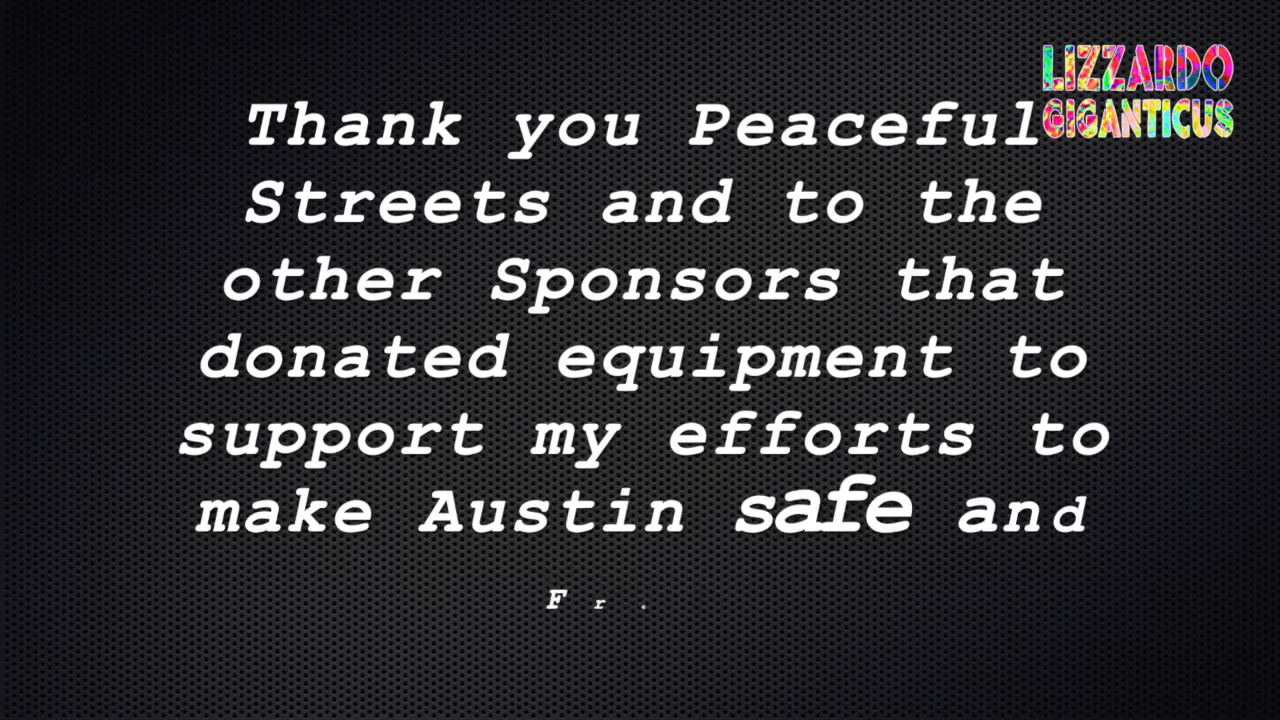 LIZZARDO
GIGANTICUS
Thank you Peaceful
Streets and to the
other Sponsors that
donated equipment to
support my efforts to
make Austin safe and
Fr